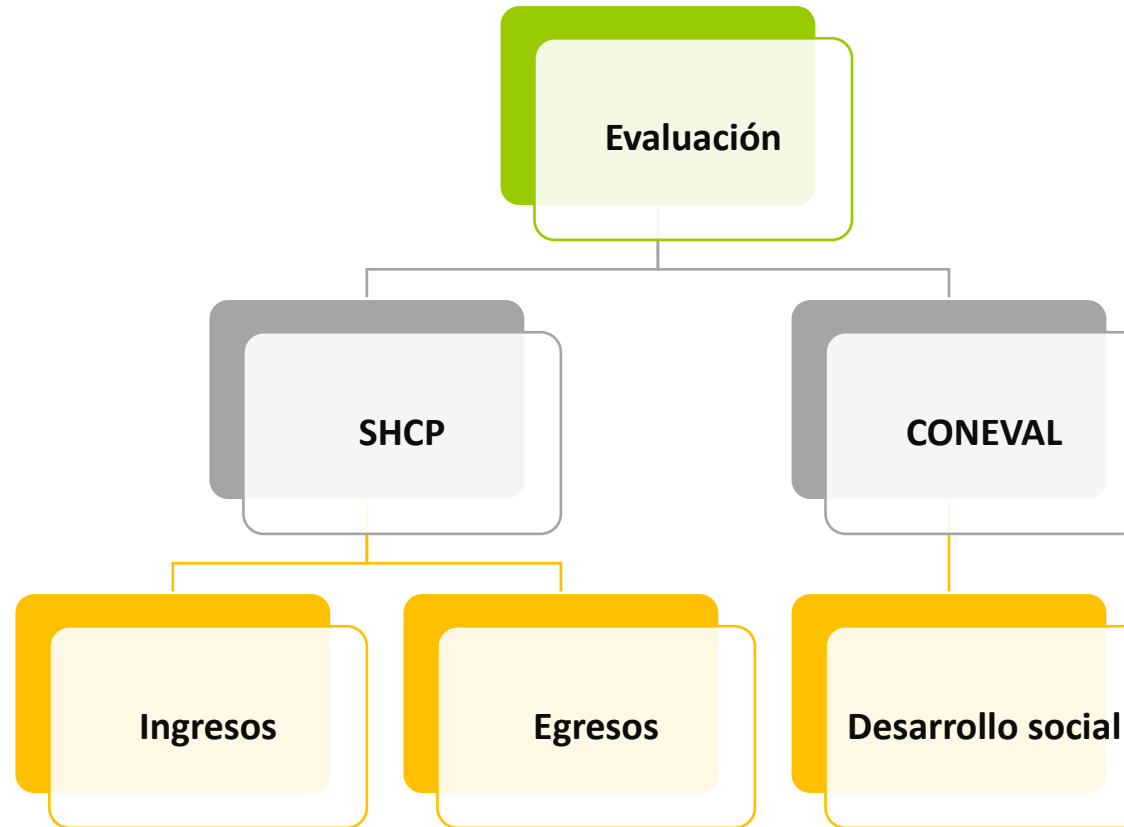 Evaluación
SHCP
CONEVAL
Ingresos
Egresos
Desarrollo social